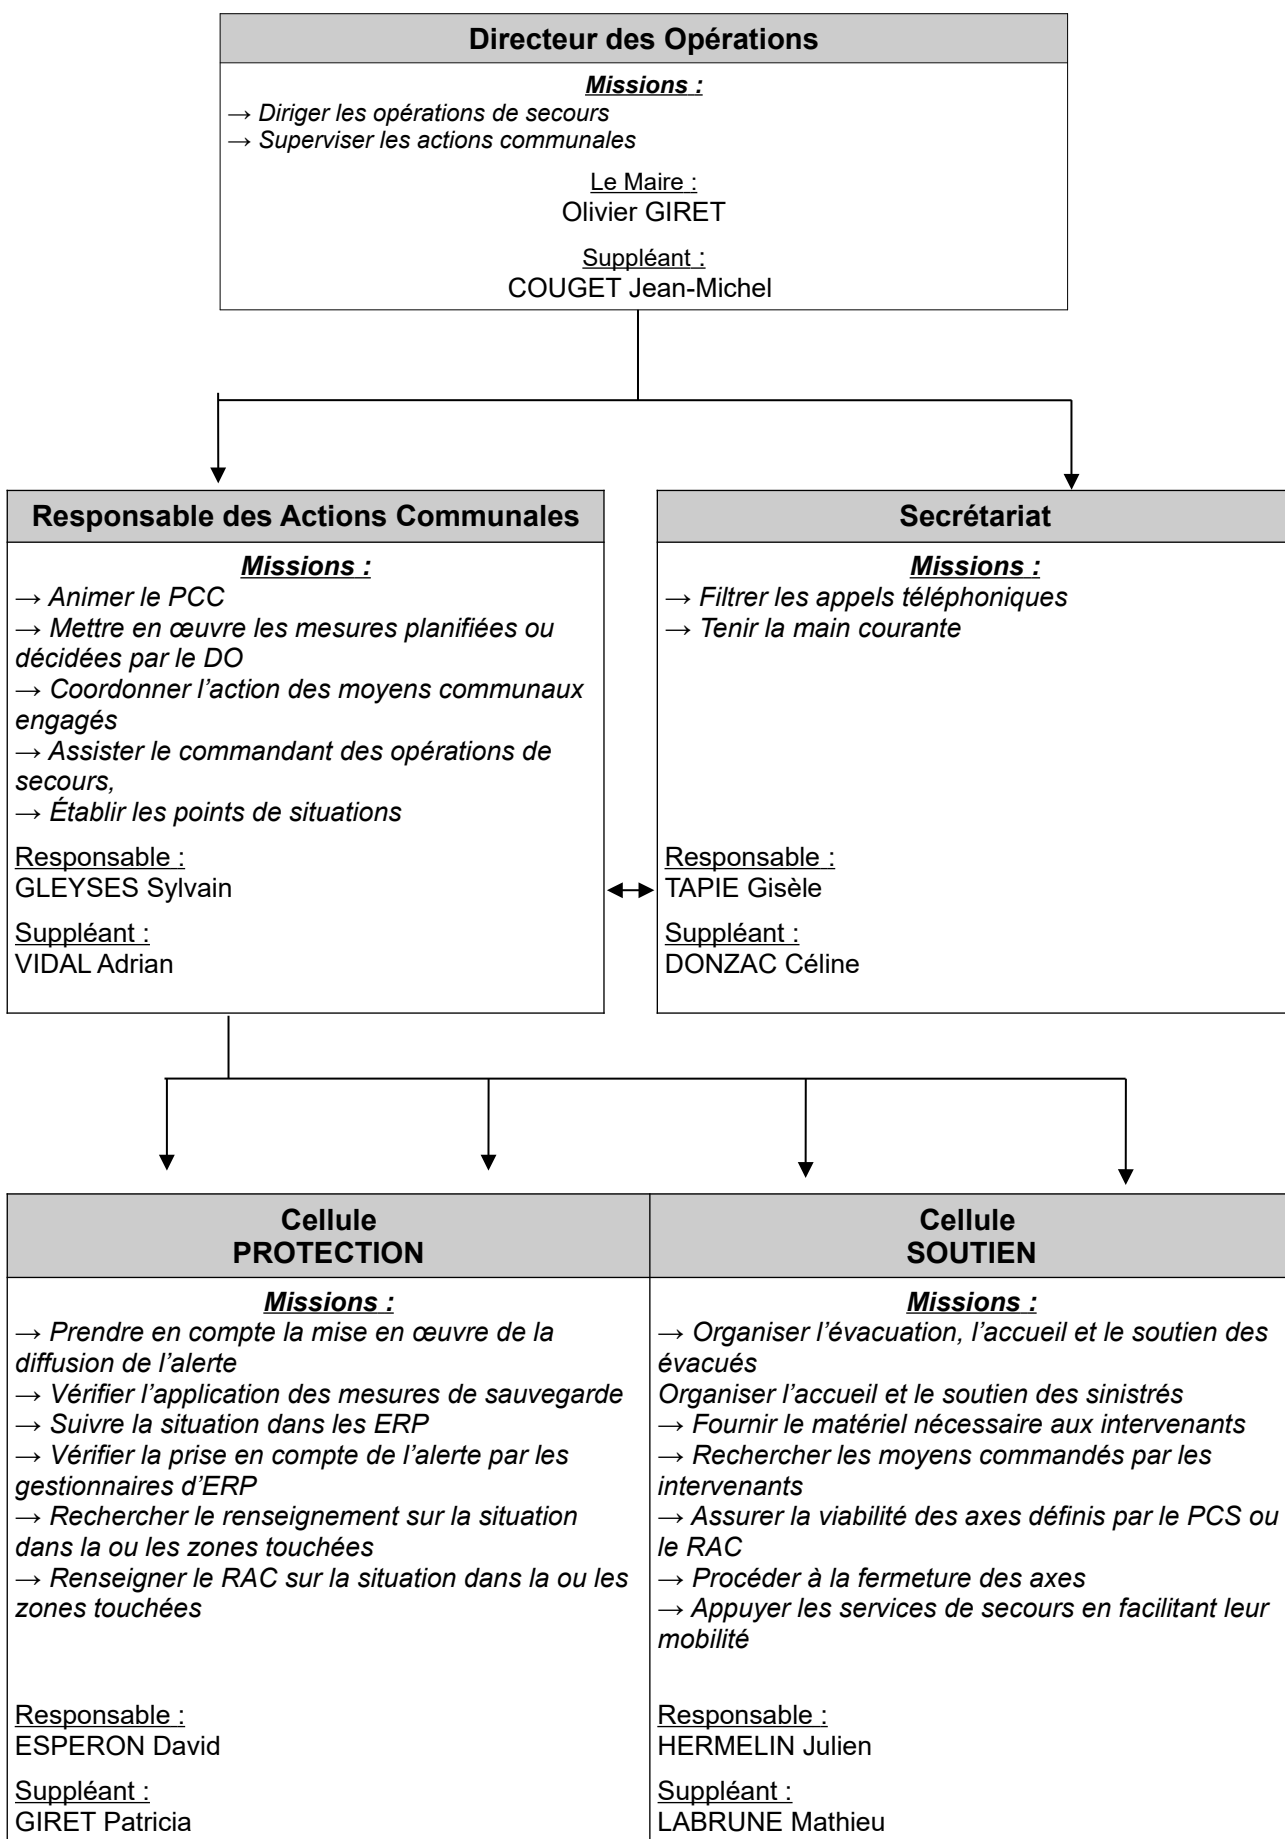 Directeur des Opérations
Missions :
→ Diriger les opérations de secours
→ Superviser les actions communales
Le Maire :
Olivier GIRET
Suppléant :
COUGET Jean-Michel
Responsable des Actions Communales
Missions :
→ Animer le PCC
→ Mettre en œuvre les mesures planifiées ou
décidées par le DO
→ Coordonner l’action des moyens communaux
engagés
→ Assister le commandant des opérations de
secours,
→ Établir les points de situations
Responsable :
GLEYSES Sylvain
Suppléant :
VIDAL Adrian
Secrétariat
Missions :
→ Filtrer les appels téléphoniques
→ Tenir la main courante
Responsable :
TAPIE Gisèle
Suppléant :
DONZAC Céline
Cellule
PROTECTION
Missions :
→ Prendre en compte la mise en œuvre de la
diffusion de l’alerte
→ Vérifier l’application des mesures de sauvegarde
→ Suivre la situation dans les ERP
→ Vérifier la prise en compte de l’alerte par les
gestionnaires d’ERP
→ Rechercher le renseignement sur la situation
dans la ou les zones touchées
→ Renseigner le RAC sur la situation dans la ou les
zones touchées
Responsable :
ESPERON David
Suppléant :
GIRET Patricia
Cellule
SOUTIEN
Missions :
→ Organiser l’évacuation, l’accueil et le soutien des
évacués
Organiser l’accueil et le soutien des sinistrés
→ Fournir le matériel nécessaire aux intervenants
→ Rechercher les moyens commandés par les
intervenants
→ Assurer la viabilité des axes définis par le PCS ou
le RAC
→ Procéder à la fermeture des axes
→ Appuyer les services de secours en facilitant leur
mobilité
Responsable :
HERMELIN Julien
Suppléant :
LABRUNE Mathieu